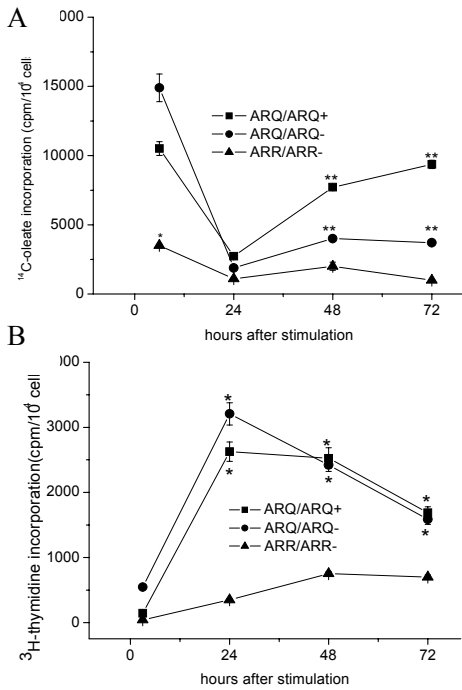 A
000
15000
10000
5000
0
¹⁴C-oleate incorporation (cpm/10⁴ cell
ARQ/ARQ+
ARQ/ARQ-
ARR/ARR-
*
**
**
**
**
0 24 48 72
hours after stimulation
B
000
3000
2000
1000
0
³H-thymidine incorporation(cpm/10⁴ cell
*
*
*
*
*
*
ARQ/ARQ+
ARQ/ARQ-
ARR/ARR-
0 24 48 72
hours after stimulation